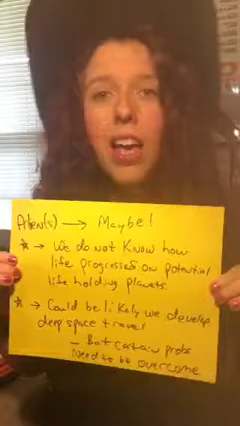 Alien(s) → Maybe!
* → We do not know how
life progresses on potential
life holding planets.
* → Could be likely we develop
deep space travel
- But certain probs
Need to be overcome